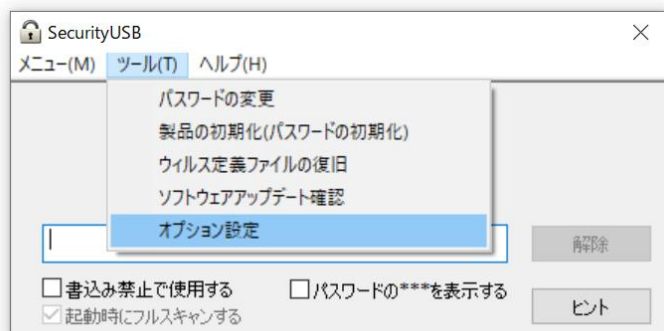 SecurityUSB
メニュー(M) ツール(T) ヘルプ(H)
パスワードの変更
製品の初期化(パスワードの初期化)
ウィルス定義ファイルの復旧
ソフトウェアアップデート確認
オプション設定
解除
書込み禁止で使用する パスワードの***を表示する
起動時にフルスキャンする
ヒント